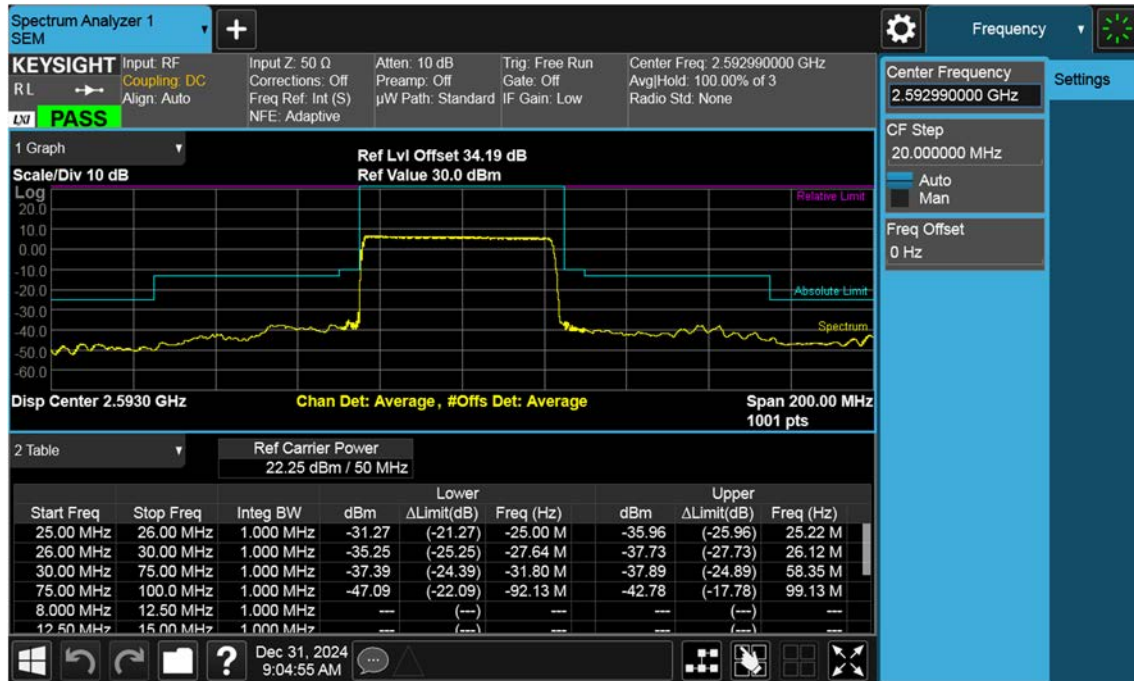 Spectrum Analyzer 1
SEM
Frequency
KEYSIGHT
R L
LXI
PASS
Input: RF
Coupling: DC
Align: Auto
Input Z: 50 Ω
Corrections: Off
Freq Ref: Int (S)
NFE: Adaptive
Atten: 10 dB
Preamp: Off
µW Path: Standard
Trig: Free Run
Gate: Off
IF Gain: Low
Center Freq: 2.592990000 GHz
Avg|Hold: 100.00% of 3
Radio Std: None
Center Frequency
2.592990000 GHz
Settings
CF Step
20.000000 MHz
Auto
Man
Freq Offset
0 Hz
1 Graph
Ref Lvl Offset 34.19 dB
Scale/Div 10 dB
Ref Value 30.0 dBm
Log
Relative Limit
20.0
10.0
0.00
-10.0
-20.0
Absolute Limit
-30.0
Spectrum
-40.0
-50.0
-60.0
Disp Center 2.5930 GHz
Chan Det: Average, #Offs Det: Average
Span 200.00 MHz
1001 pts
2 Table
Ref Carrier Power
22.25 dBm / 50 MHz
Lower Upper
Start Freq Stop Freq Integ BW dBm ΔLimit(dB) Freq (Hz) dBm ΔLimit(dB) Freq (Hz)
25.00 MHz 26.00 MHz 1.000 MHz -31.27 (-21.27) -25.00 M -35.96 (-25.96) 25.22 M
26.00 MHz 30.00 MHz 1.000 MHz -35.25 (-25.25) -27.64 M -37.73 (-27.73) 26.12 M
30.00 MHz 75.00 MHz 1.000 MHz -37.39 (-24.39) -31.80 M -37.89 (-24.89) 58.35 M
75.00 MHz 100.0 MHz 1.000 MHz -47.09 (-22.09) -92.13 M -42.78 (-17.78) 99.13 M
8.000 MHz 12.50 MHz 1.000 MHz --- (---) --- --- (---) ---
12.50 MHz 15.00 MHz 1.000 MHz --- (---) --- --- (---) ---
Dec 31, 2024
9:04:55 AM